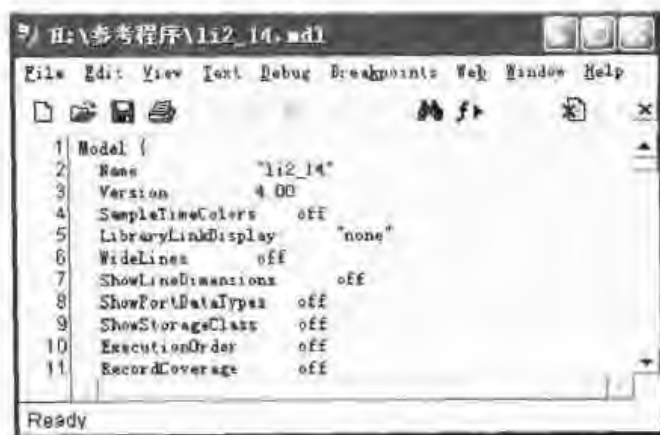 H:\参考程序\li2_14.mdl
File Edit View Text Debug Breakpoints Web Window Help
1 Model {
2 Name "li2_14"
3 Version 4.00
4 SampleTimeColors off
5 LibraryLinkDisplay "none"
6 WideLines off
7 ShowLineDimensions off
8 ShowPortDataTypes off
9 ShowStorageClass off
10 ExecutionOrder off
11 RecordCoverage off
Ready